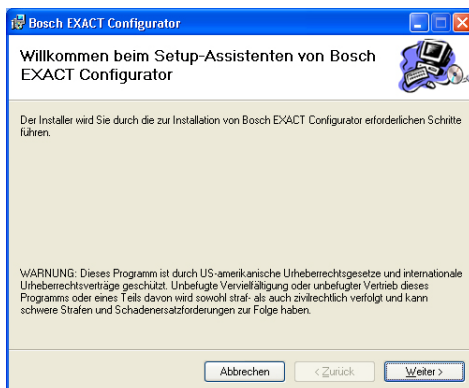 Bosch EXACT Configurator
Willkommen beim Setup-Assistenten von Bosch
EXACT Configurator
Der Installer wird Sie durch die zur Installation von Bosch EXACT Configurator erforderlichen Schritte
führen.
WARNUNG: Dieses Programm ist durch US-amerikanische Urheberrechtsgesetze und internationale
Urheberrechtsverträge geschützt. Unbefugte Vervielfältigung oder unbefugter Vertrieb dieses
Programms oder eines Teils davon wird sowohl straf- als auch zivilrechtlich verfolgt und kann
schwere Strafen und Schadenersatzforderungen zur Folge haben.
Abbrechen
< Zurück
Weiter >